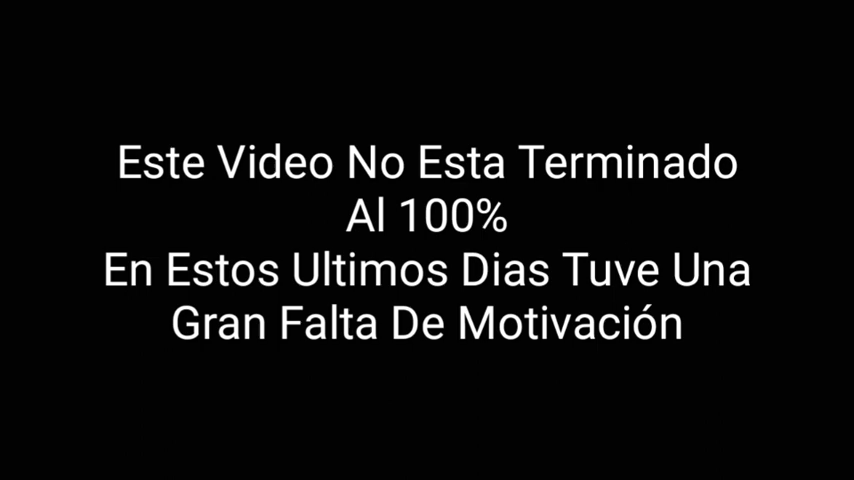 Este Video No Esta Terminado
Al 100%
En Estos Ultimos Dias Tuve Una
Gran Falta De Motivación